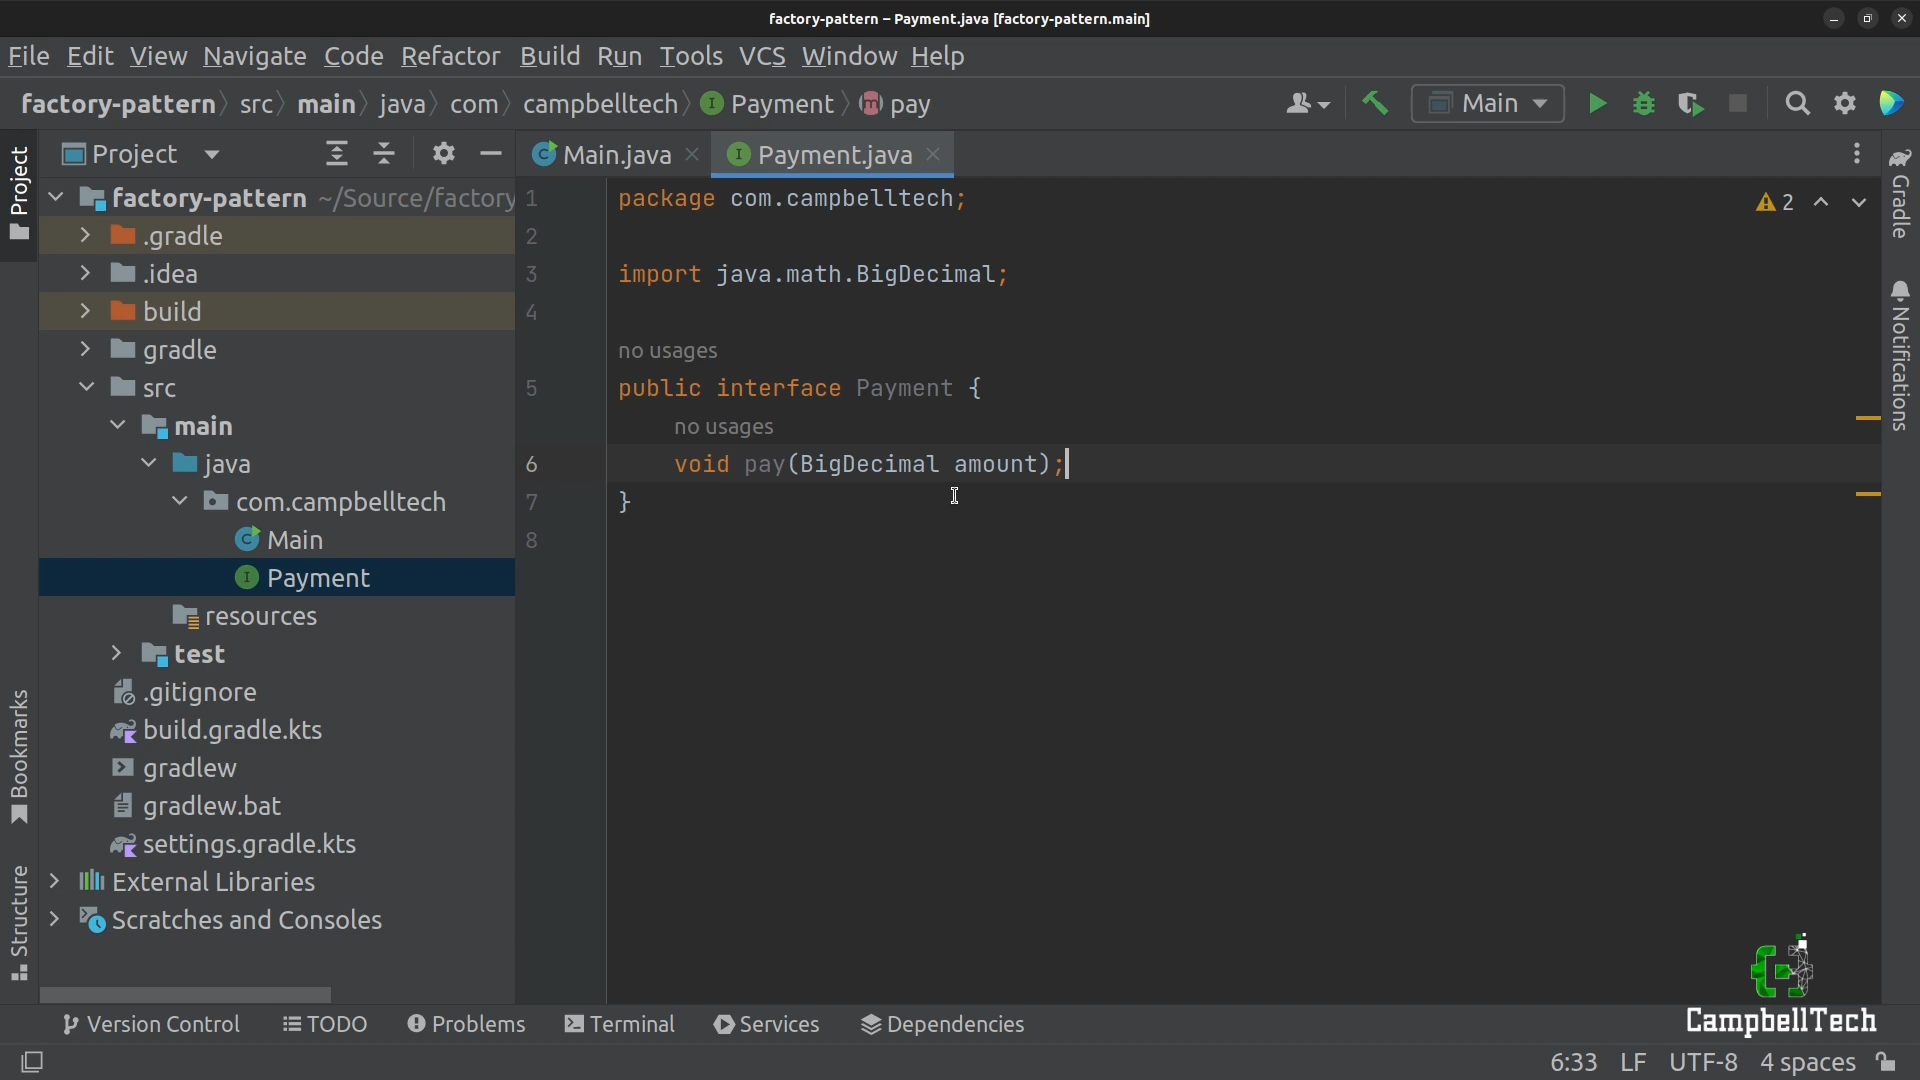 factory-pattern – Payment.java [factory-pattern.main]
File Edit View Navigate Code Refactor Build Run Tools VCS Window Help
factory-pattern src main java com campbelltech Payment pay
Main
Project
Project
Bookmarks
Structure
factory-pattern ~/Source/factory
.gradle
.idea
build
gradle
src
main
java
com.campbelltech
Main
Payment
resources
test
.gitignore
build.gradle.kts
gradlew
gradlew.bat
settings.gradle.kts
External Libraries
Scratches and Consoles
Main.java Payment.java
1 package com.campbelltech;
2
3 import java.math.BigDecimal;
4
no usages
5 public interface Payment {
no usages
6 void pay(BigDecimal amount);
7 }
8
2
Gradle
Notifications
CampbellTech
Version Control TODO Problems Terminal Services Dependencies
6:33 LF UTF-8 4 spaces